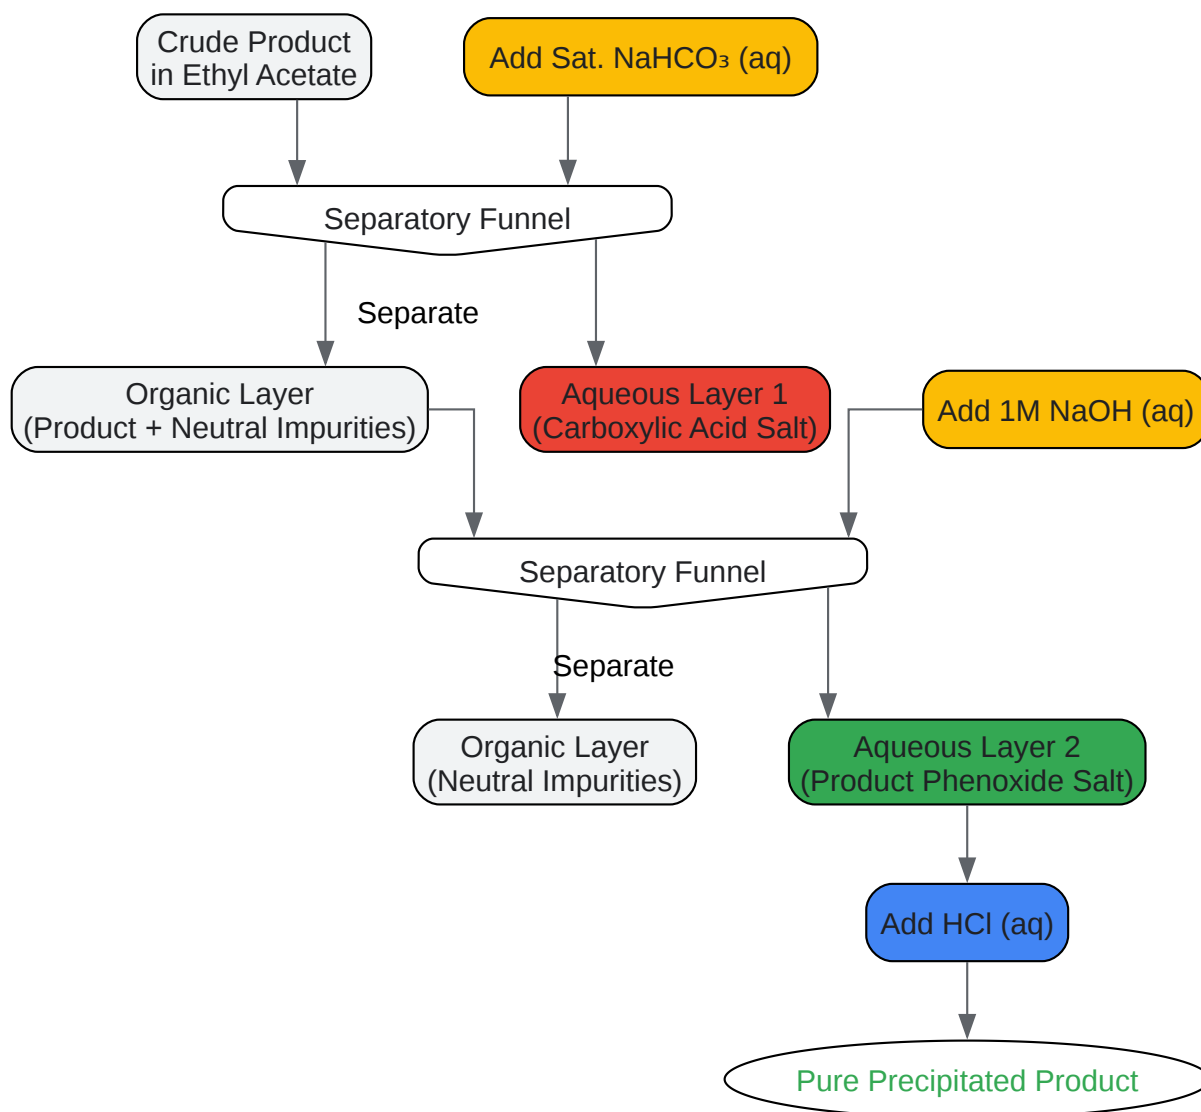 Crude Product
in Ethyl Acetate
Add Sat. NaHCO₃ (aq)
Separatory Funnel
Separate
Organic Layer
(Product + Neutral Impurities)
Aqueous Layer 1
(Carboxylic Acid Salt)
Add 1M NaOH (aq)
Separatory Funnel
Separate
Organic Layer
(Neutral Impurities)
Aqueous Layer 2
(Product Phenoxide Salt)
Add HCl (aq)
Pure Precipitated Product